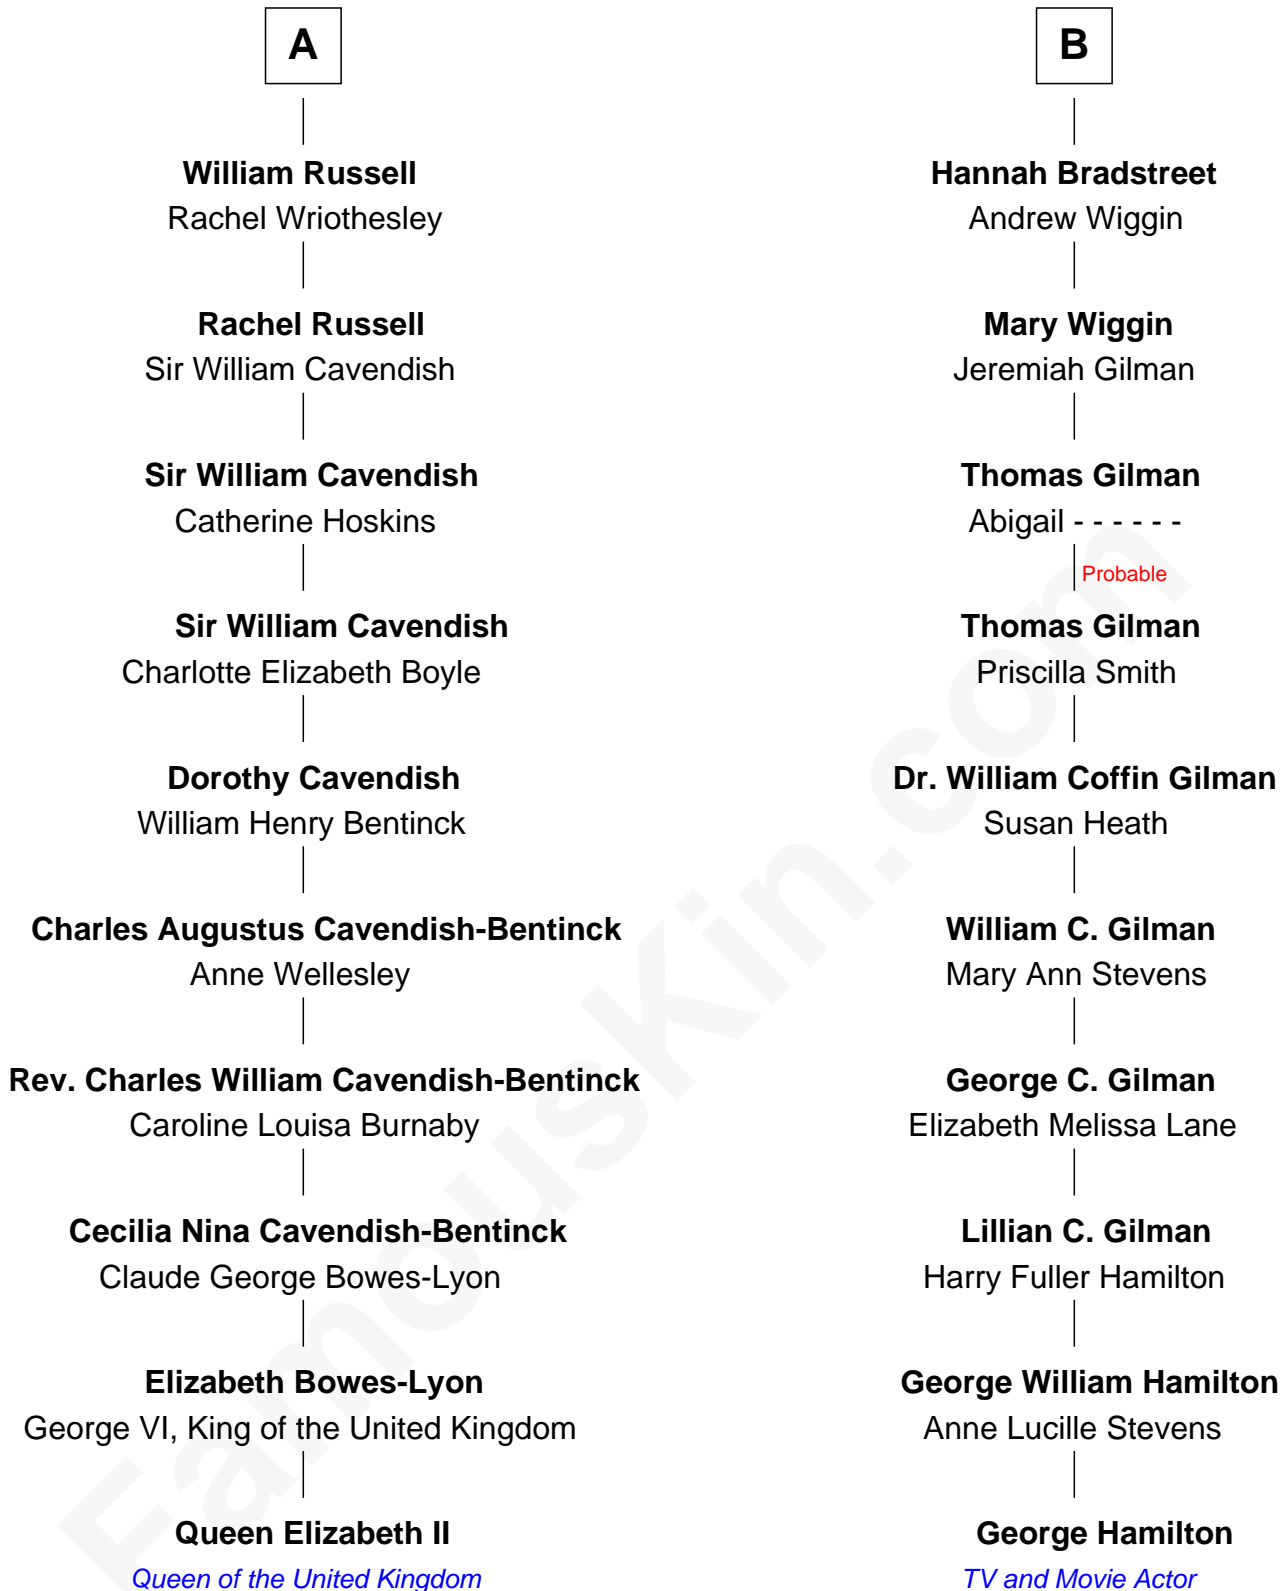 A
William Russell
Rachel Wriothesley
Rachel Russell
Sir William Cavendish
Sir William Cavendish
Catherine Hoskins
Sir William Cavendish
Charlotte Elizabeth Boyle
Dorothy Cavendish
William Henry Bentinck
Charles Augustus Cavendish-Bentinck
Anne Wellesley
Rev. Charles William Cavendish-Bentinck
Caroline Louisa Burnaby
Cecilia Nina Cavendish-Bentinck
Claude George Bowes-Lyon
Elizabeth Bowes-Lyon
George VI, King of the United Kingdom
Queen Elizabeth II
Queen of the United Kingdom
B
Hannah Bradstreet
Andrew Wiggin
Mary Wiggin
Jeremiah Gilman
Thomas Gilman
Abigail - - - - - -
Probable
Thomas Gilman
Priscilla Smith
Dr. William Coffin Gilman
Susan Heath
William C. Gilman
Mary Ann Stevens
George C. Gilman
Elizabeth Melissa Lane
Lillian C. Gilman
Harry Fuller Hamilton
George William Hamilton
Anne Lucille Stevens
George Hamilton
TV and Movie Actor
FamousKin.com